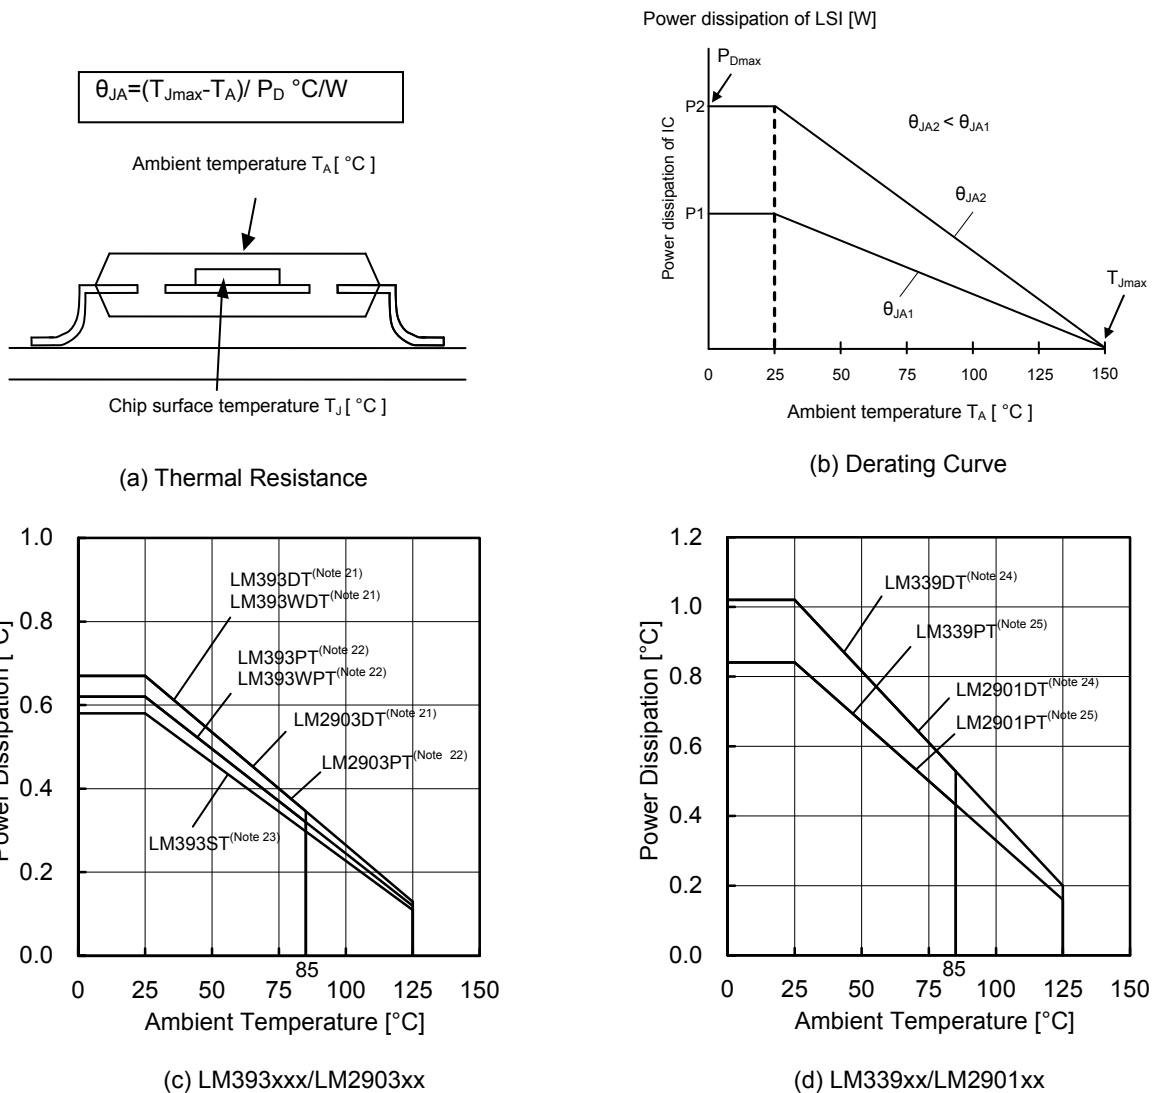 θJA=(TJmax-TA)/ PD °C/W
Ambient temperature TA [ °C ]
Chip surface temperature TJ [ °C ]
(a) Thermal Resistance
Power dissipation of LSI [W]
PDmax
P2
θJA2 < θJA1
θJA2
P1
θJA1
TJmax
Power dissipation of IC
0 25 50 75 100 125 150
Ambient temperature TA [ °C ]
(b) Derating Curve
1.0
0.8
0.6
0.4
0.2
0.0
Power Dissipation [°C]
LM393DT(Note 21)
LM393WDT(Note 21)
LM393PT(Note 22)
LM393WPT(Note 22)
LM2903DT(Note 21)
LM2903PT(Note 22)
LM393ST(Note 23)
85
0 25 50 75 100 125 150
Ambient Temperature [°C]
(c) LM393xxx/LM2903xx
1.2
1.0
0.8
0.6
0.4
0.2
0.0
Power Dissipation [°C]
LM339DT(Note 24)
LM339PT(Note 25)
LM2901DT(Note 24)
LM2901PT(Note 25)
85
0 25 50 75 100 125 150
Ambient Temperature [°C]
(d) LM339xx/LM2901xx